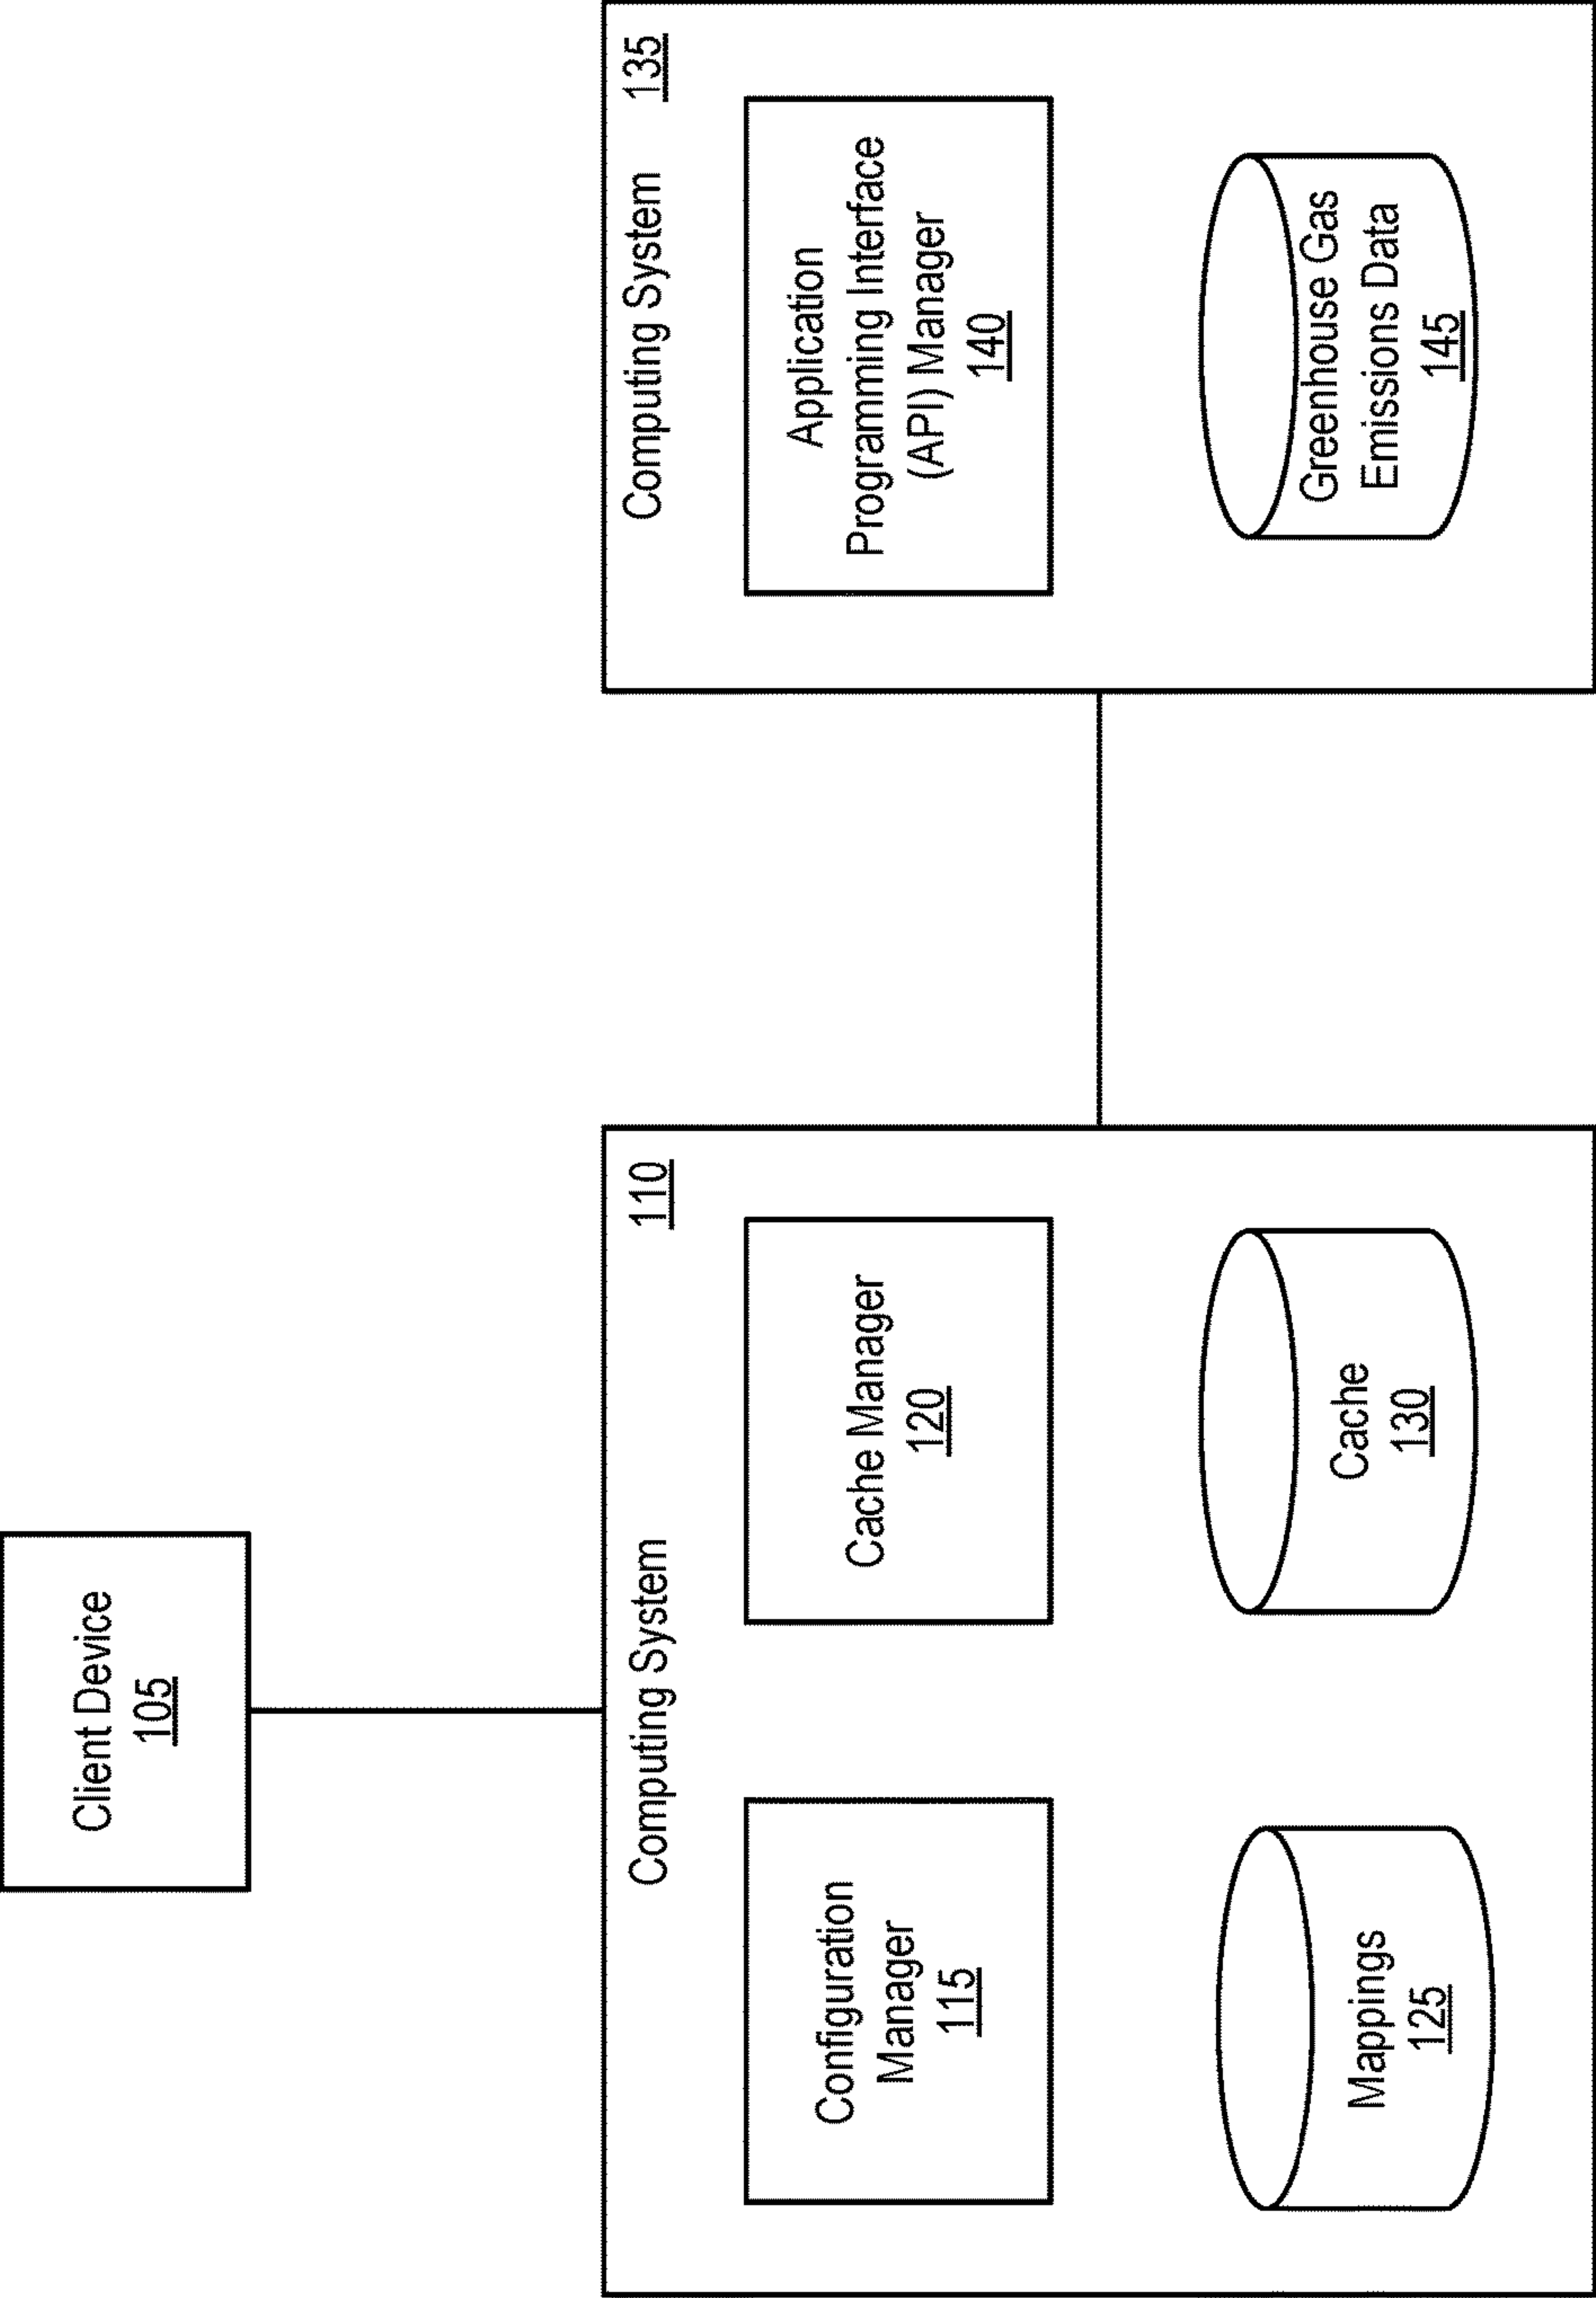 Client Device
105
Computing System
110
Configuration
Manager
115
Cache Manager
120
Mappings
125
Cache
130
Computing System
135
Application
Programming Interface
(API) Manager
140
Greenhouse Gas
Emissions Data
145